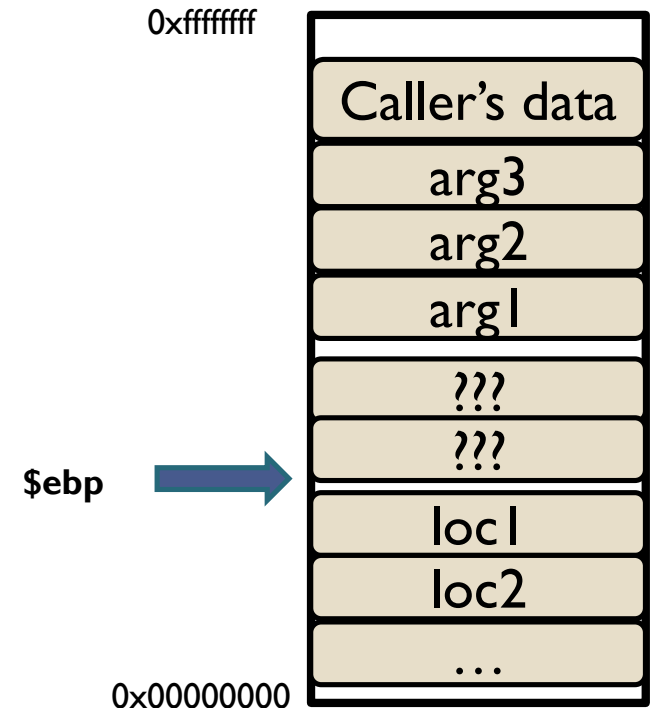 0xffffffff
Caller's data
arg3
arg2
arg1
???
???
$ebp
loc1
loc2
...
0x00000000